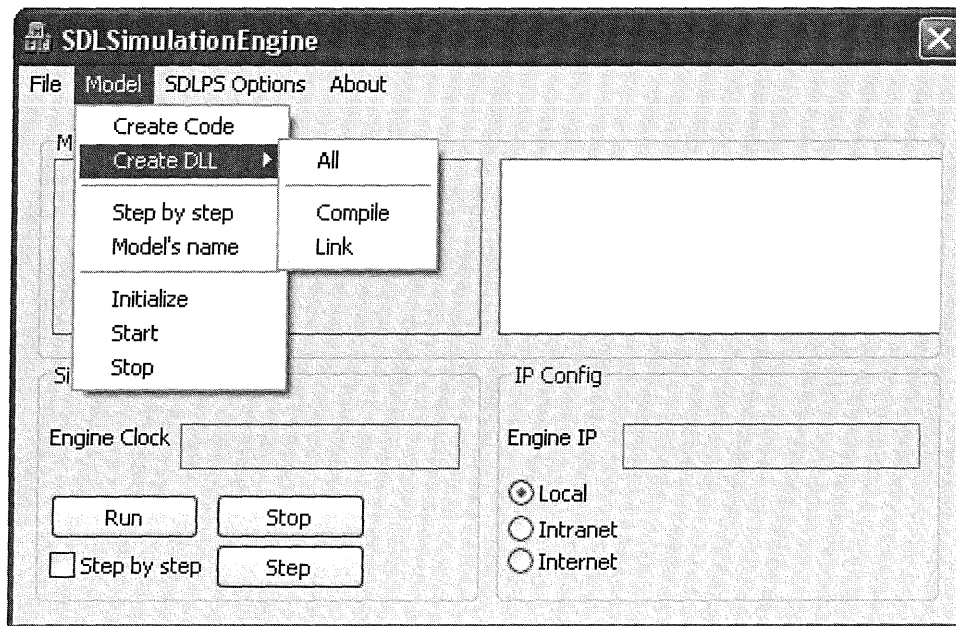 SDLSimulationEngine
File Model SDLPS Options About
Create Code
M
Create DLL
All
Step by step
Compile
Model's name
Link
Initialize
Start
Stop
Si
IP Config
Engine Clock
Engine IP
Local
Run Stop
Intranet
Step by step Step
Internet